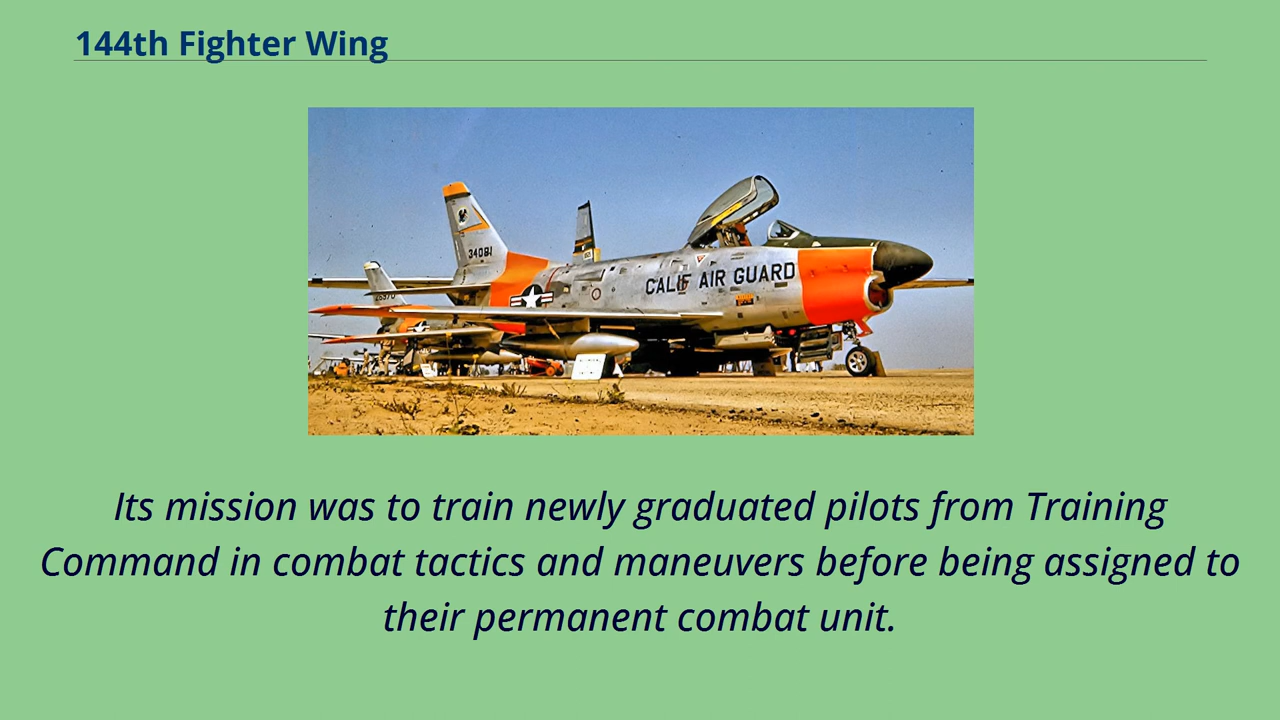 144th Fighter Wing
34081
CALIF AIR GUARD
Its mission was to train newly graduated pilots from Training
Command in combat tactics and maneuvers before being assigned to
their permanent combat unit.